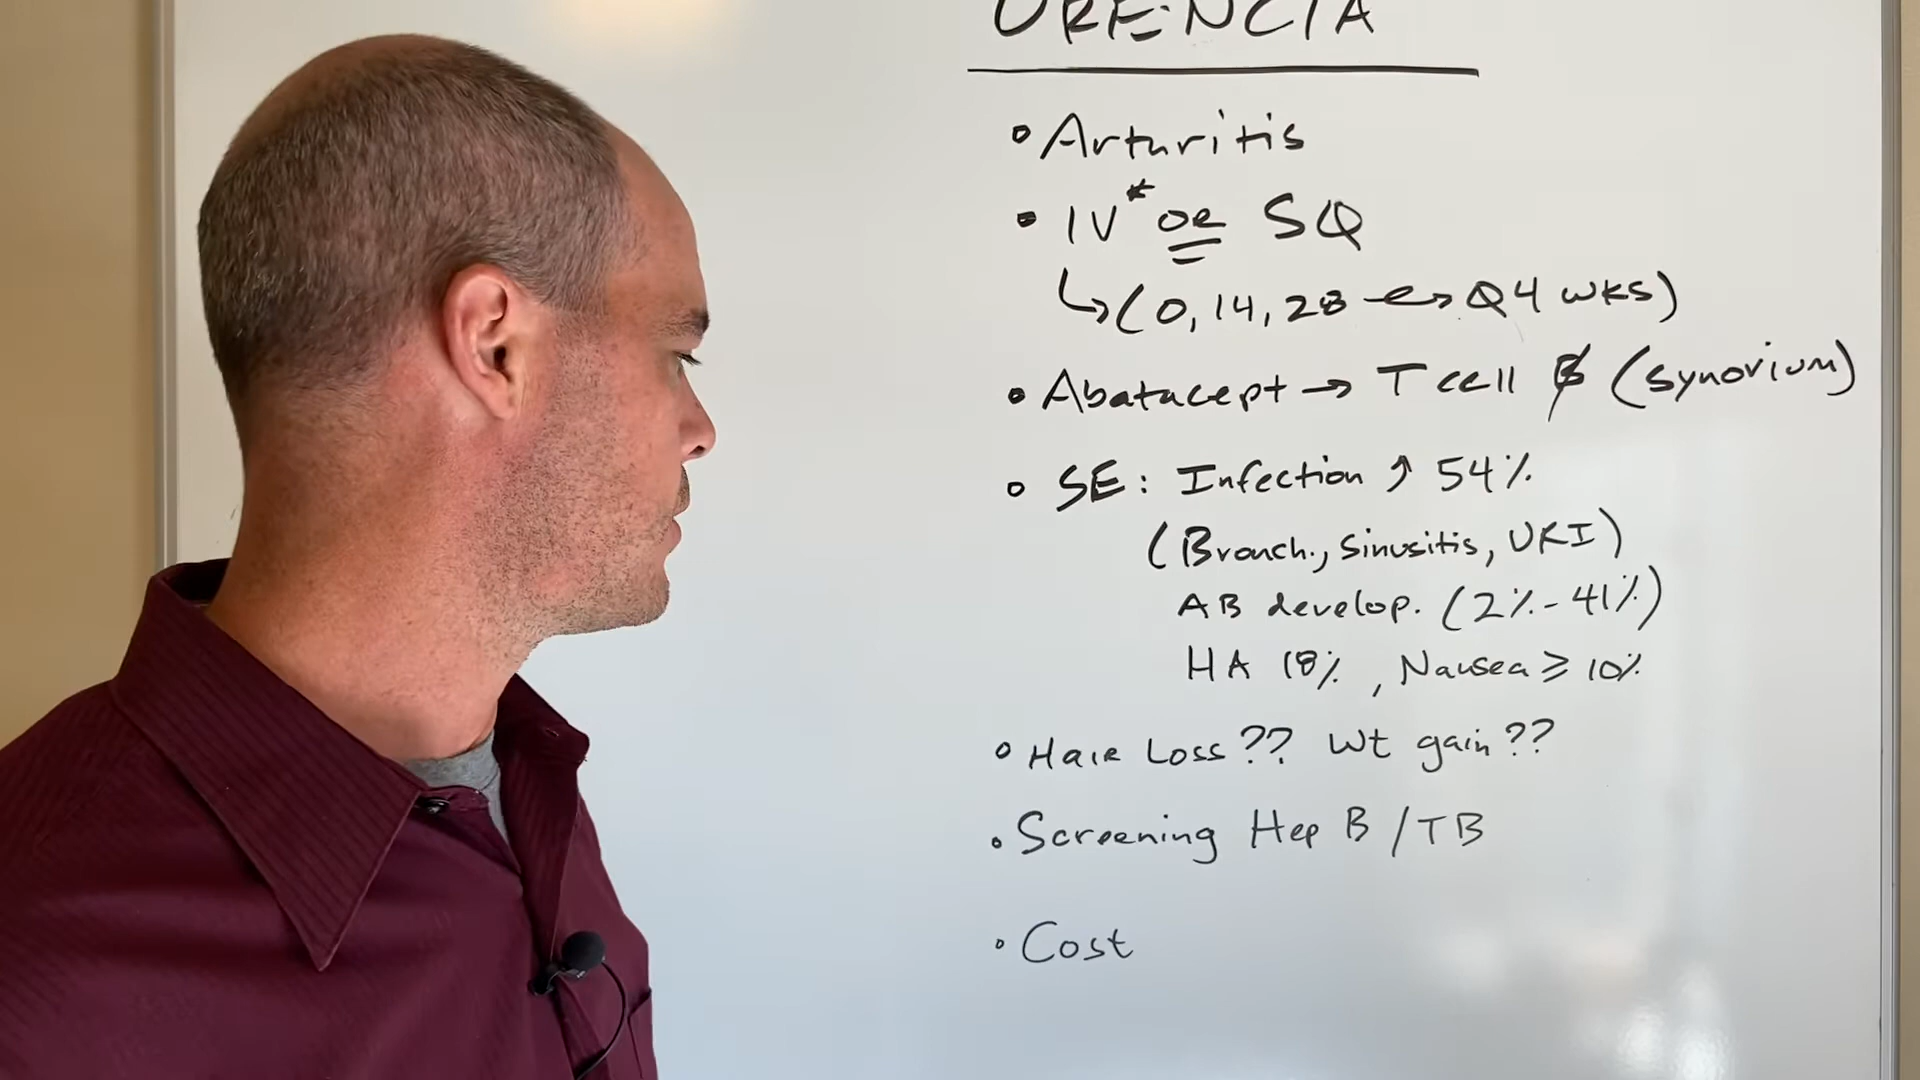 ORENCIA
• Arthritis
• IV* or SQ
↳ (0, 14, 28 → Q4 wks)
• Abatacept → T cell (synovium)
• SE: Infection ↑ 54%
(Bronch., Sinusitis, URI)
AB develop. (2%-41%)
HA 18%, Nausea ≥ 10%
• Hair Loss?? Wt gain??
• Screening Hep B/TB
• Cost